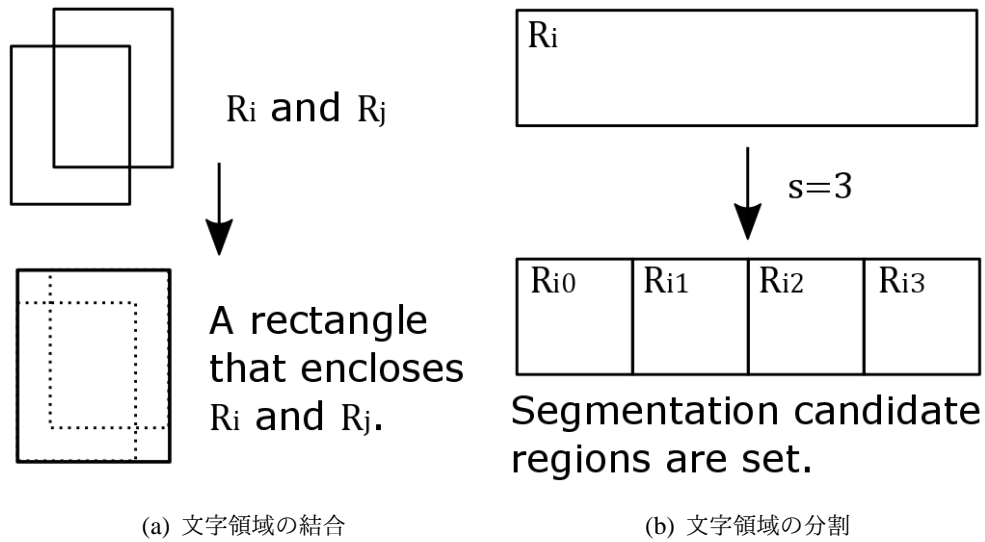 Ri and Rj
A rectangle
that encloses
Ri and Rj.
(a) 文字領域の結合
Ri
s=3
Ri0 Ri1 Ri2 Ri3
Segmentation candidate
regions are set.
(b) 文字領域の分割